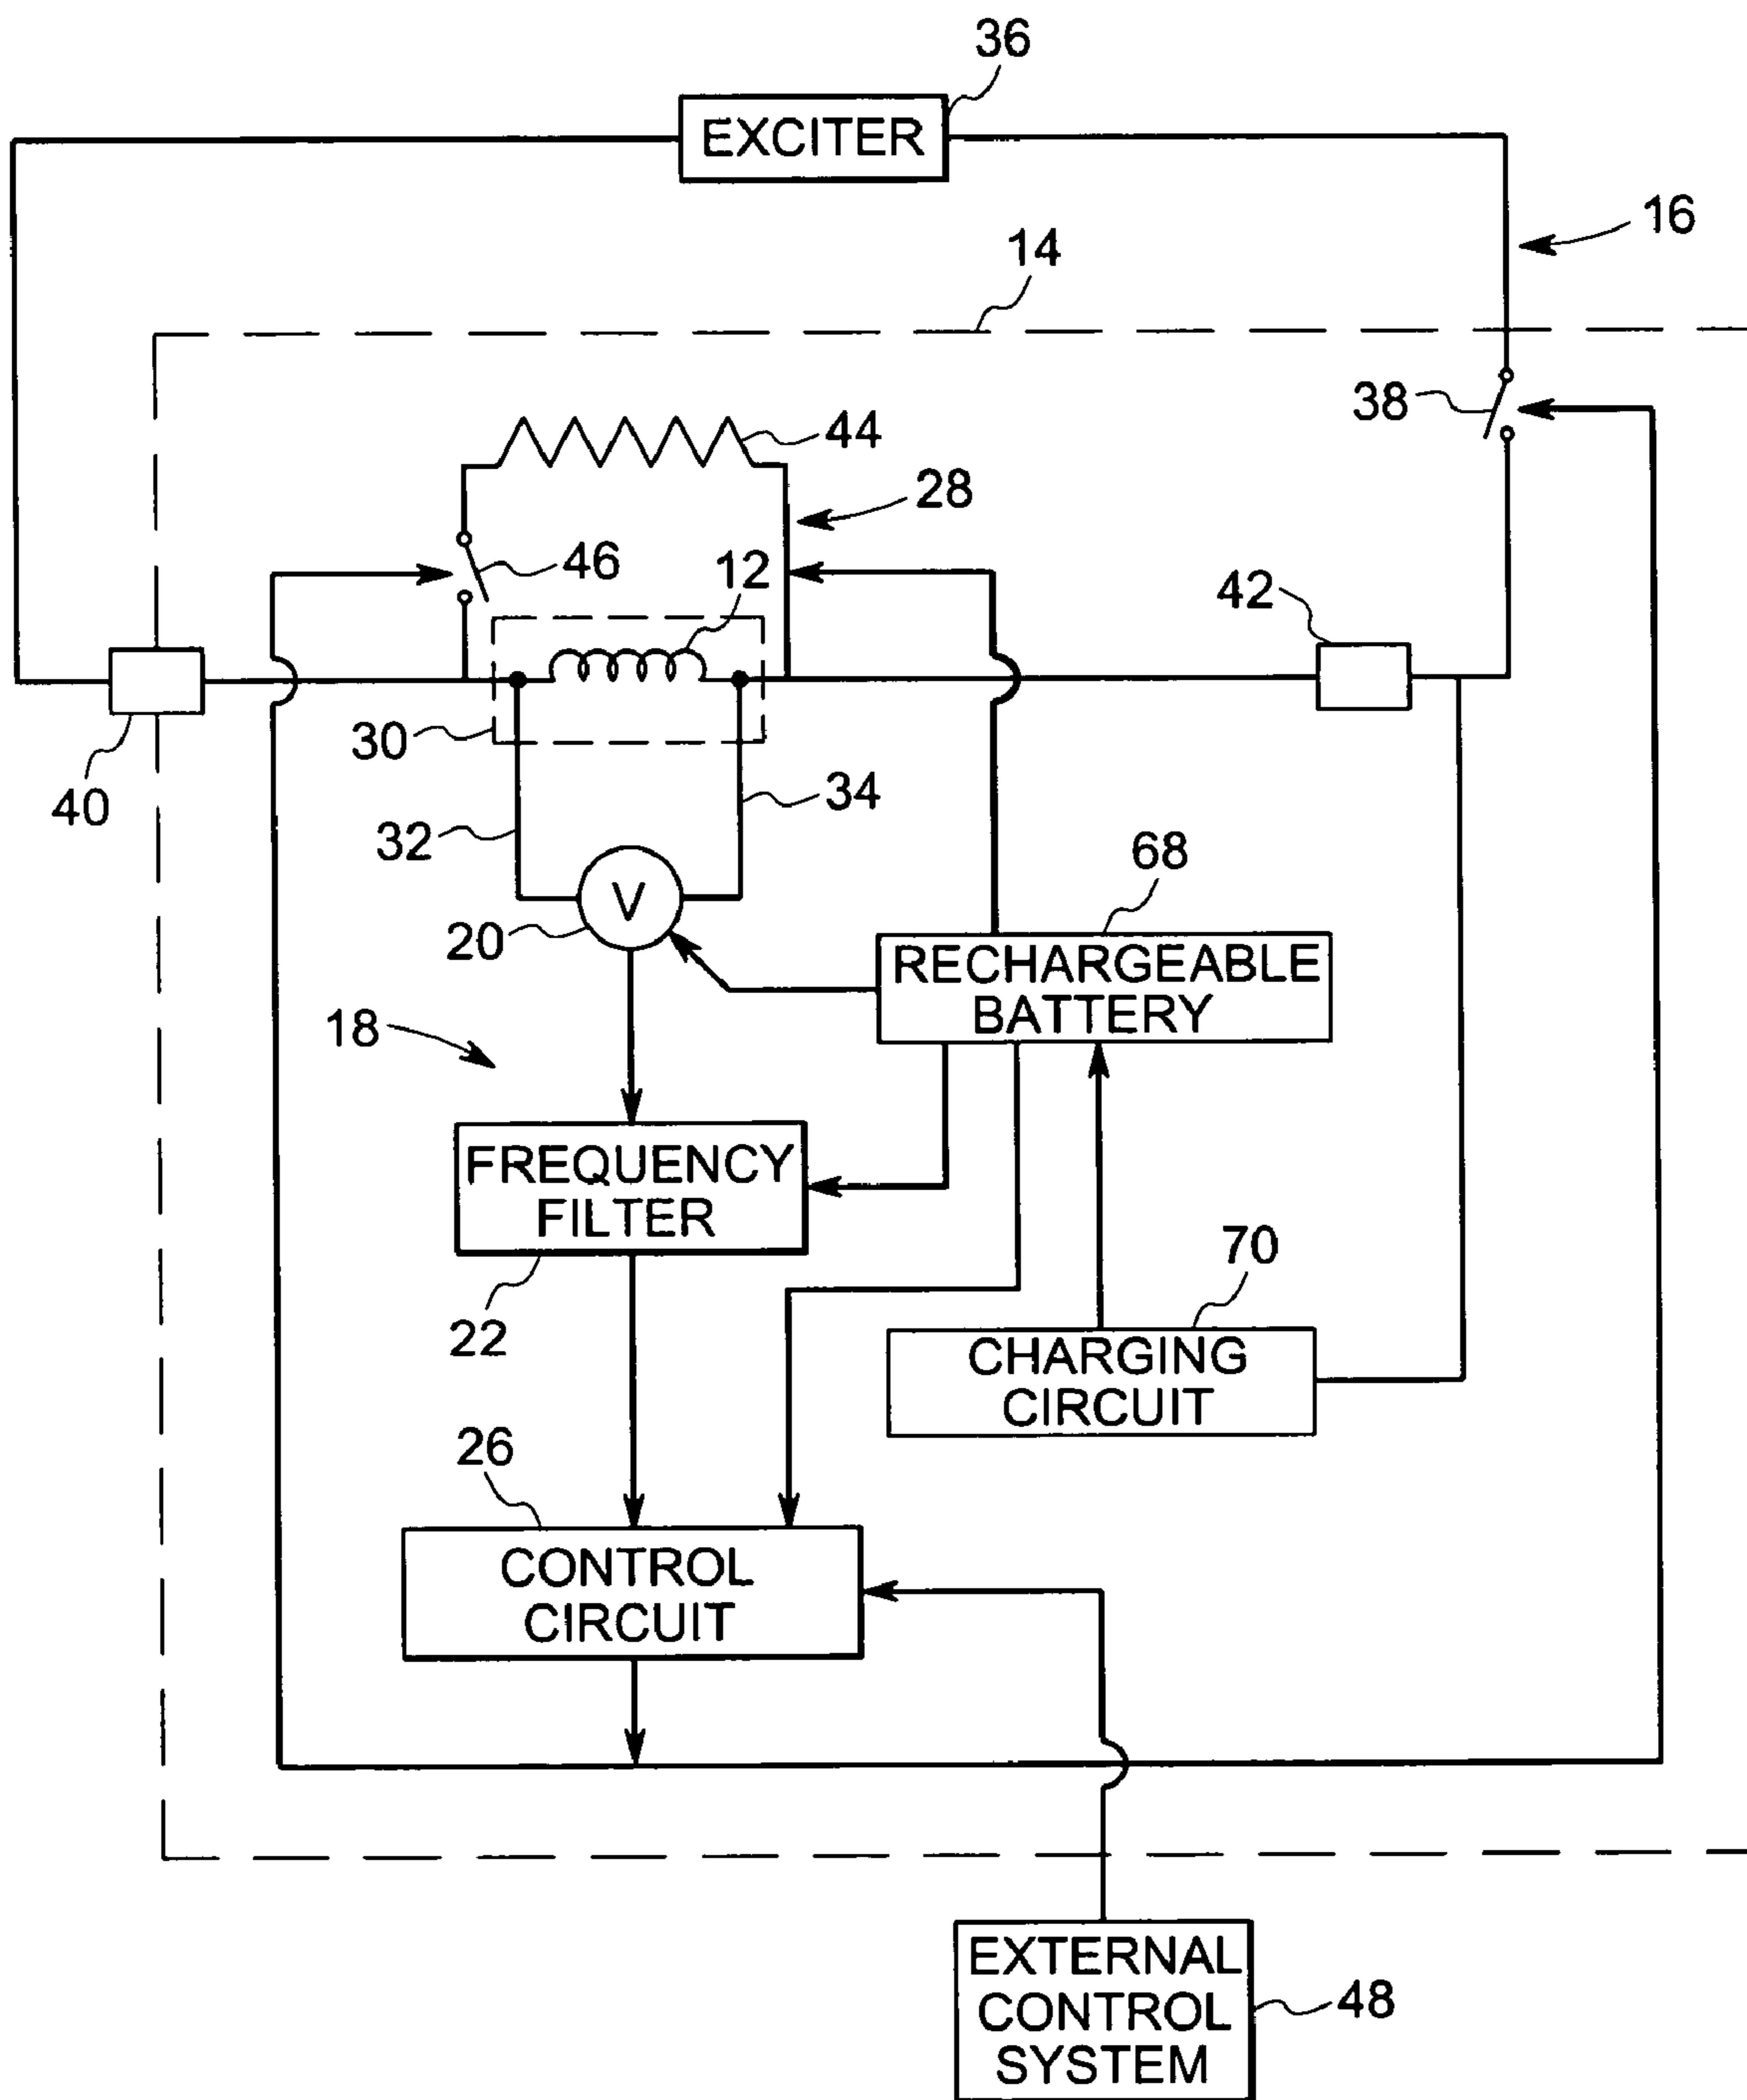 36
EXCITER
16
14
38
44
28
46
12
42
30
40
34
32
68
V
20
RECHARGEABLE
BATTERY
18
FREQUENCY
FILTER
70
22
CHARGING
CIRCUIT
26
CONTROL
CIRCUIT
EXTERNAL
CONTROL
SYSTEM
48